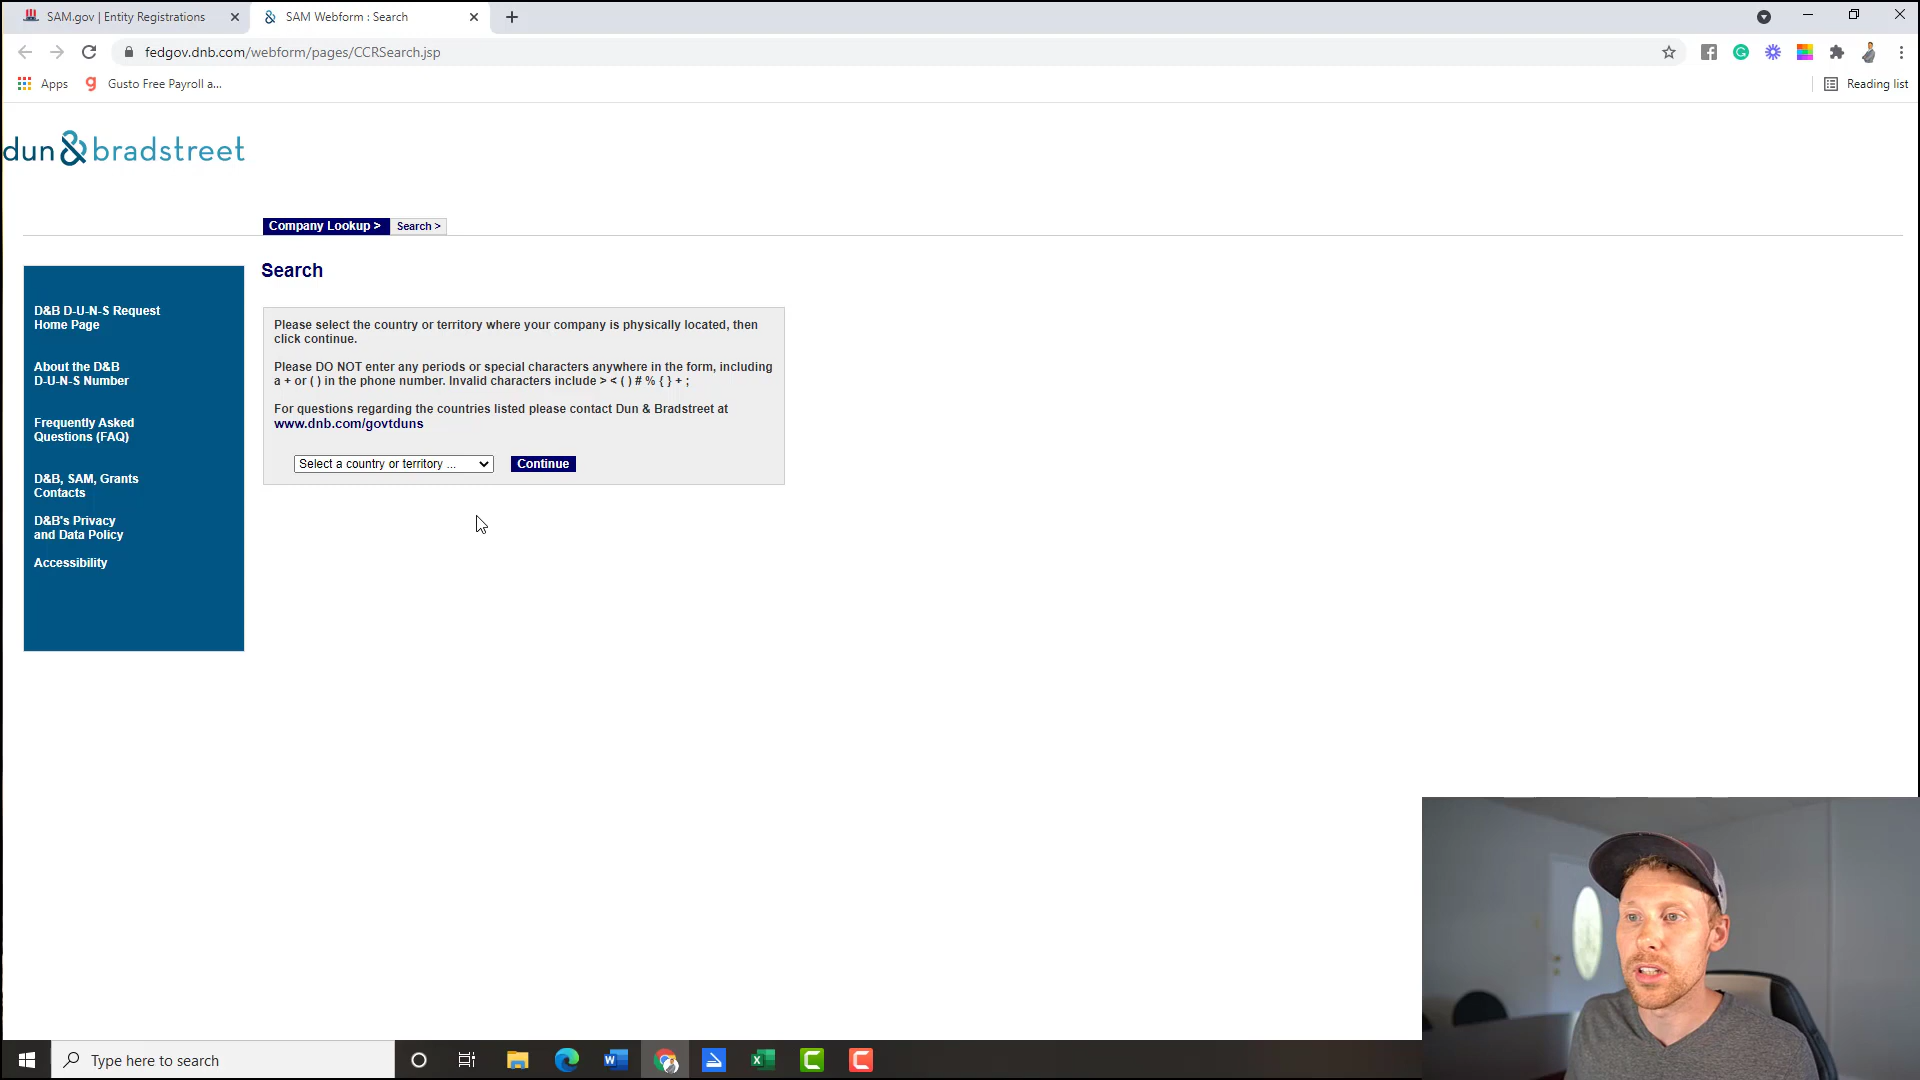 SAM.gov | Entity Registrations
SAM Webform : Search
fedgov.dnb.com/webform/pages/CCRSearch.jsp
Apps
Gusto Free Payroll a...
Reading list
dun & bradstreet
Company Lookup >
Search >
D&B D-U-N-S Request
Home Page
About the D&B
D-U-N-S Number
Frequently Asked
Questions (FAQ)
D&B, SAM, Grants
Contacts
D&B's Privacy
and Data Policy
Accessibility
Search
Please select the country or territory where your company is physically located, then
click continue.
Please DO NOT enter any periods or special characters anywhere in the form, including
a + or ( ) in the phone number. Invalid characters include > < ( ) # % { } + ;
For questions regarding the countries listed please contact Dun & Bradstreet at
www.dnb.com/govtduns
Select a country or territory ...
Continue
Type here to search